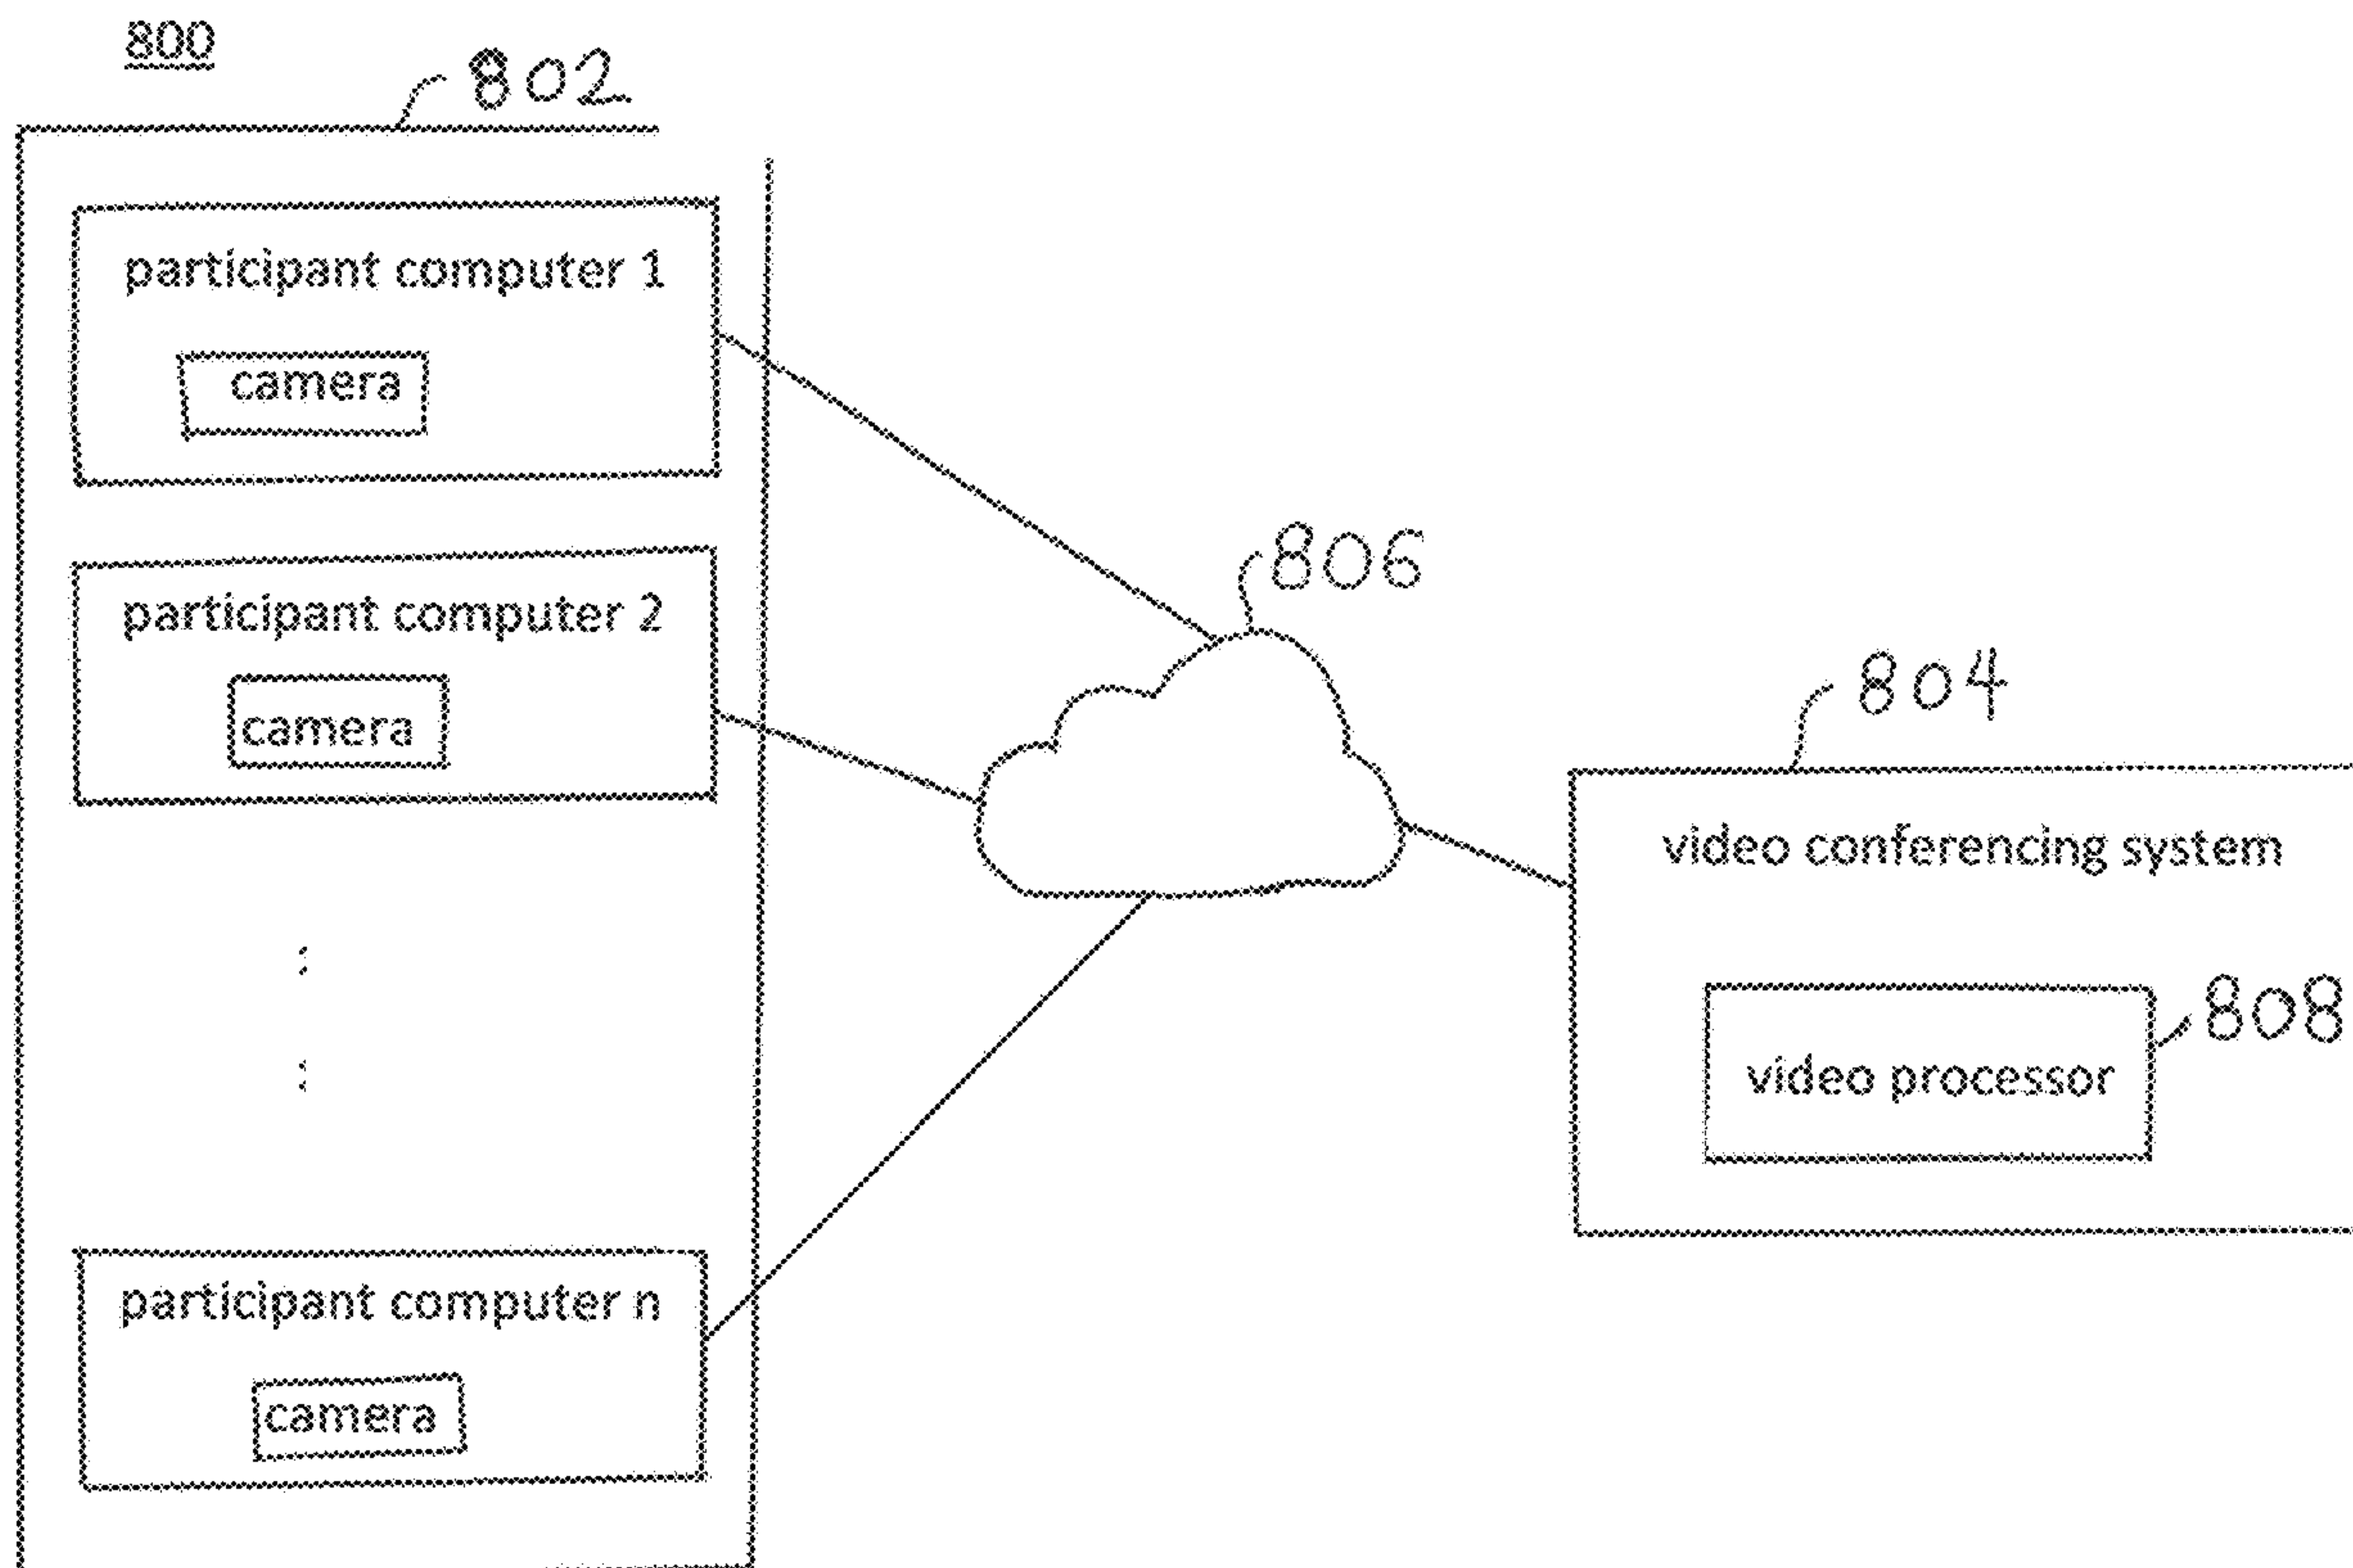 800
802
participant computer 1
camera
participant computer 2
camera
participant computer n
camera
806
804
video conferencing system
video processor
808